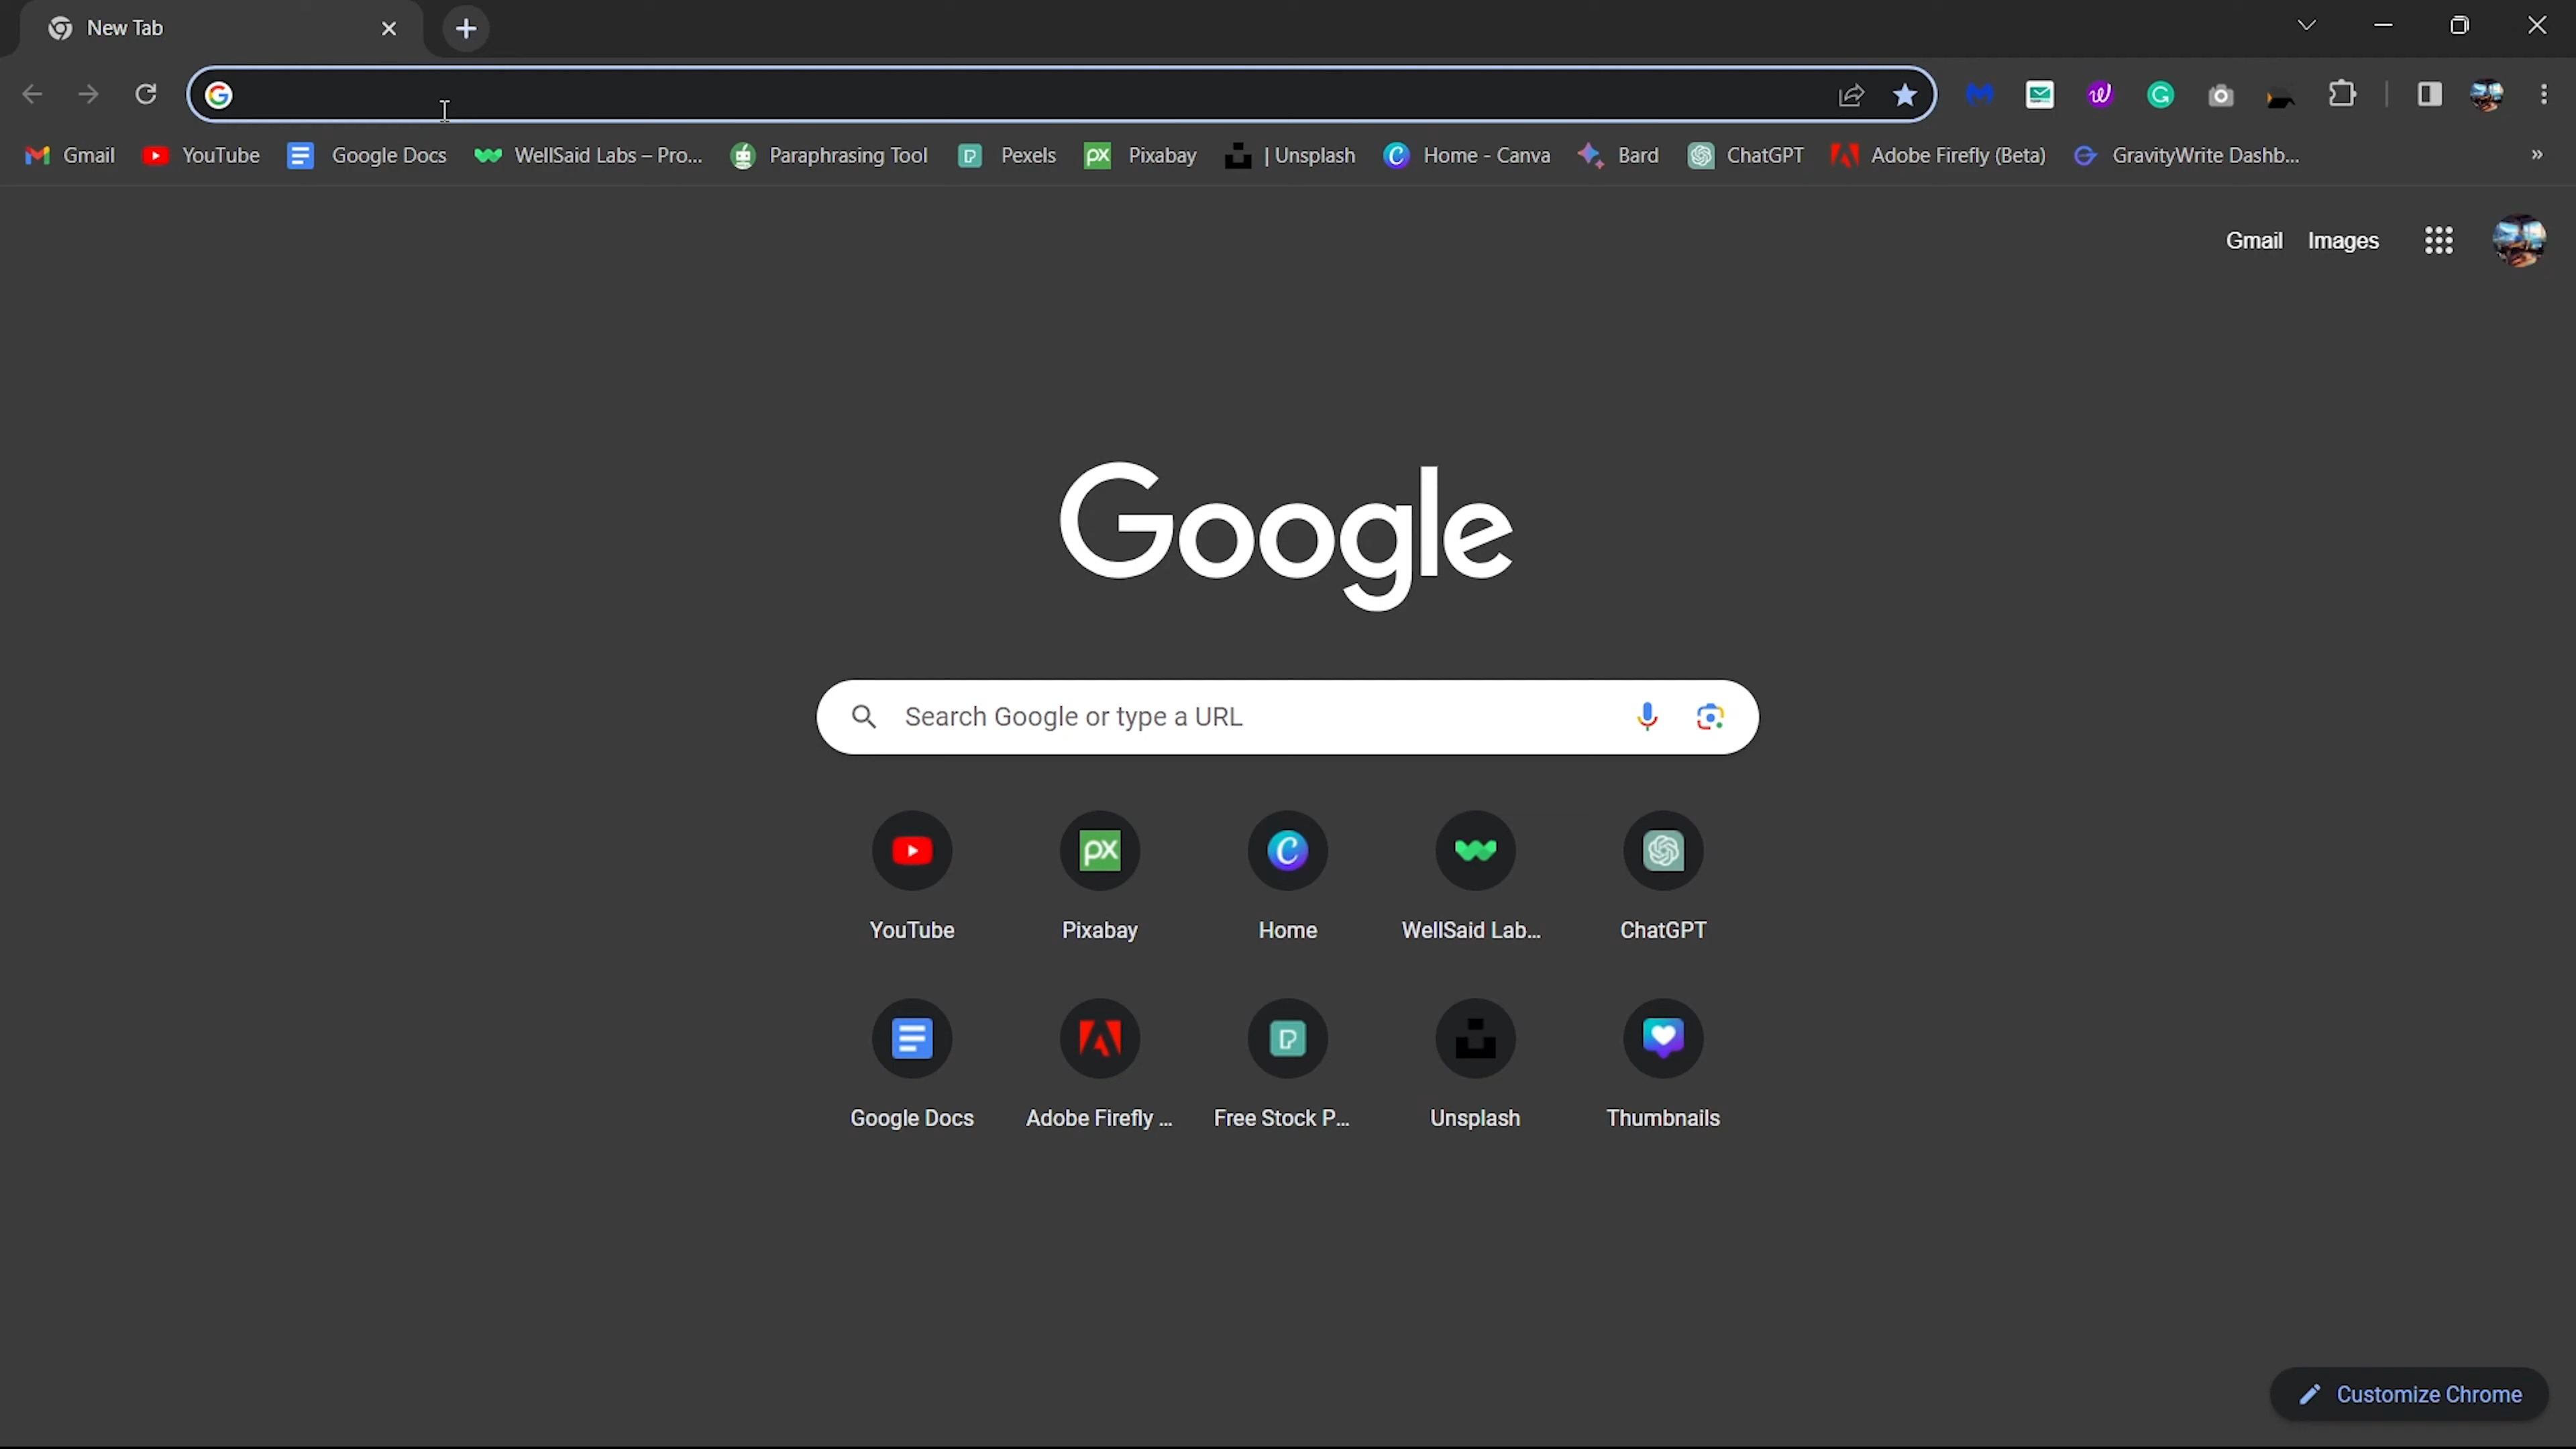 New Tab
Gmail YouTube Google Docs WellSaid Labs – Pro... Paraphrasing Tool Pexels Pixabay | Unsplash Home - Canva Bard ChatGPT Adobe Firefly (Beta) GravityWrite Dashb... »
Gmail Images
Google
Search Google or type a URL
YouTube Pixabay Home WellSaid Lab... ChatGPT
Google Docs Adobe Firefly ... Free Stock P... Unsplash Thumbnails
Customize Chrome